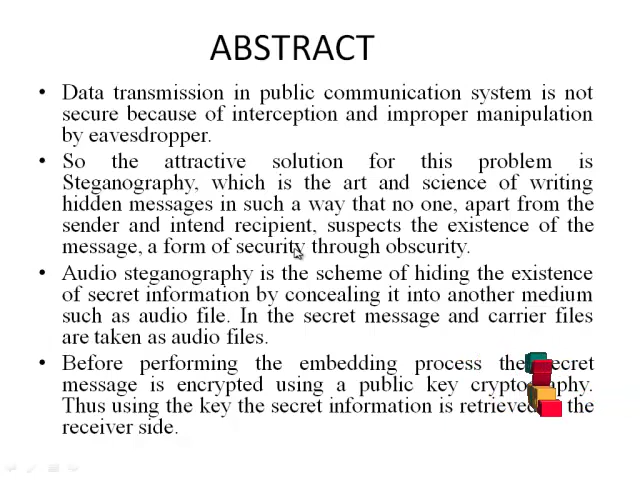 ABSTRACT
• Data transmission in public communication system is not
secure because of interception and improper manipulation
by eavesdropper.
• So the attractive solution for this problem is
Steganography, which is the art and science of writing
hidden messages in such a way that no one, apart from the
sender and intend recipient, suspects the existence of the
message, a form of security through obscurity.
• Audio steganography is the scheme of hiding the existence
of secret information by concealing it into another medium
such as audio file. In the secret message and carrier files
are taken as audio files.
• Before performing the embedding process the secret
message is encrypted using a public key cryptography.
Thus using the key the secret information is retrieved the
receiver side.